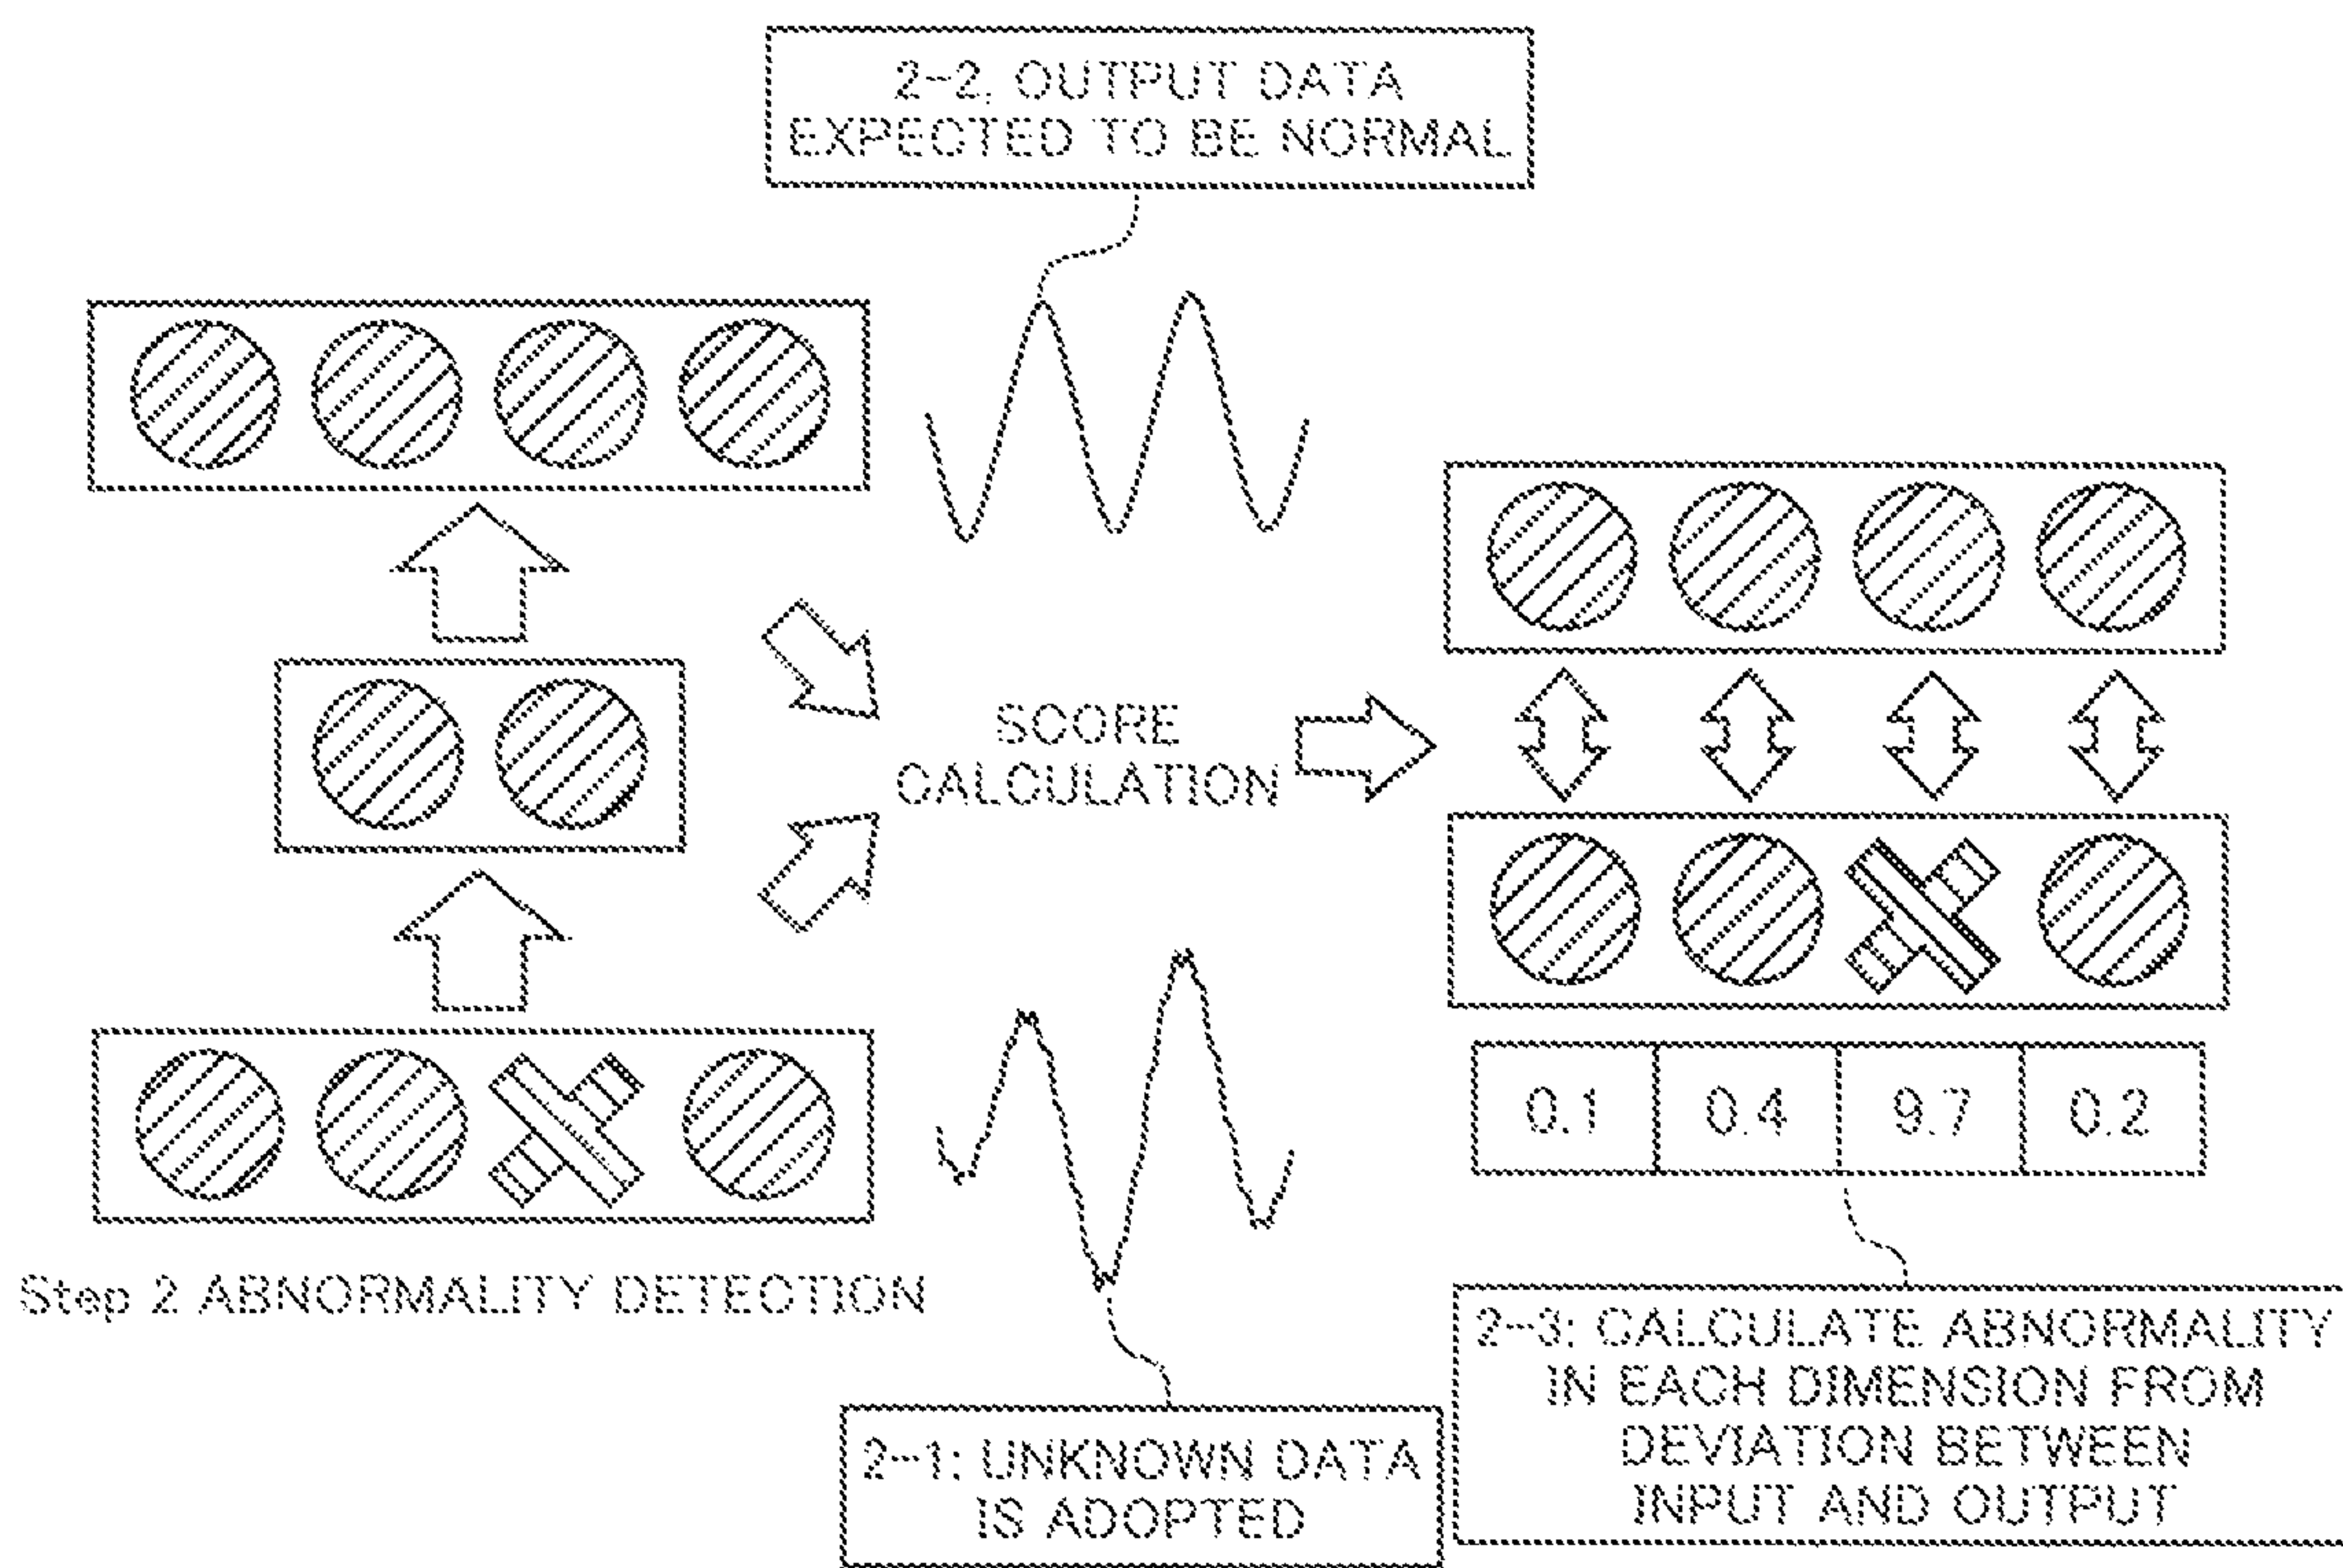 2-2. OUTPUT DATA
EXPECTED TO BE NORMAL
SCORE
CALCULATION
0.1 0.4 9.7 0.2
Step 2 ABNORMALITY DETECTION
2-1: UNKNOWN DATA
IS ADOPTED
2-3: CALCULATE ABNORMALITY
IN EACH DIMENSION FROM
DEVIATION BETWEEN
INPUT AND OUTPUT